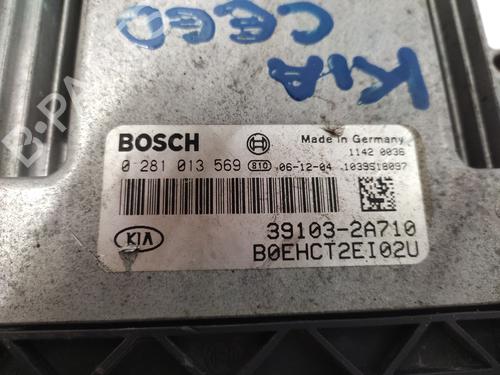 KIA
CEED
BOSCH
Made in Germany
1142 0036
0 281 013 569 810 06-12-04 1039S18097
39103-2A710
KIA B0EHCT2EI02U